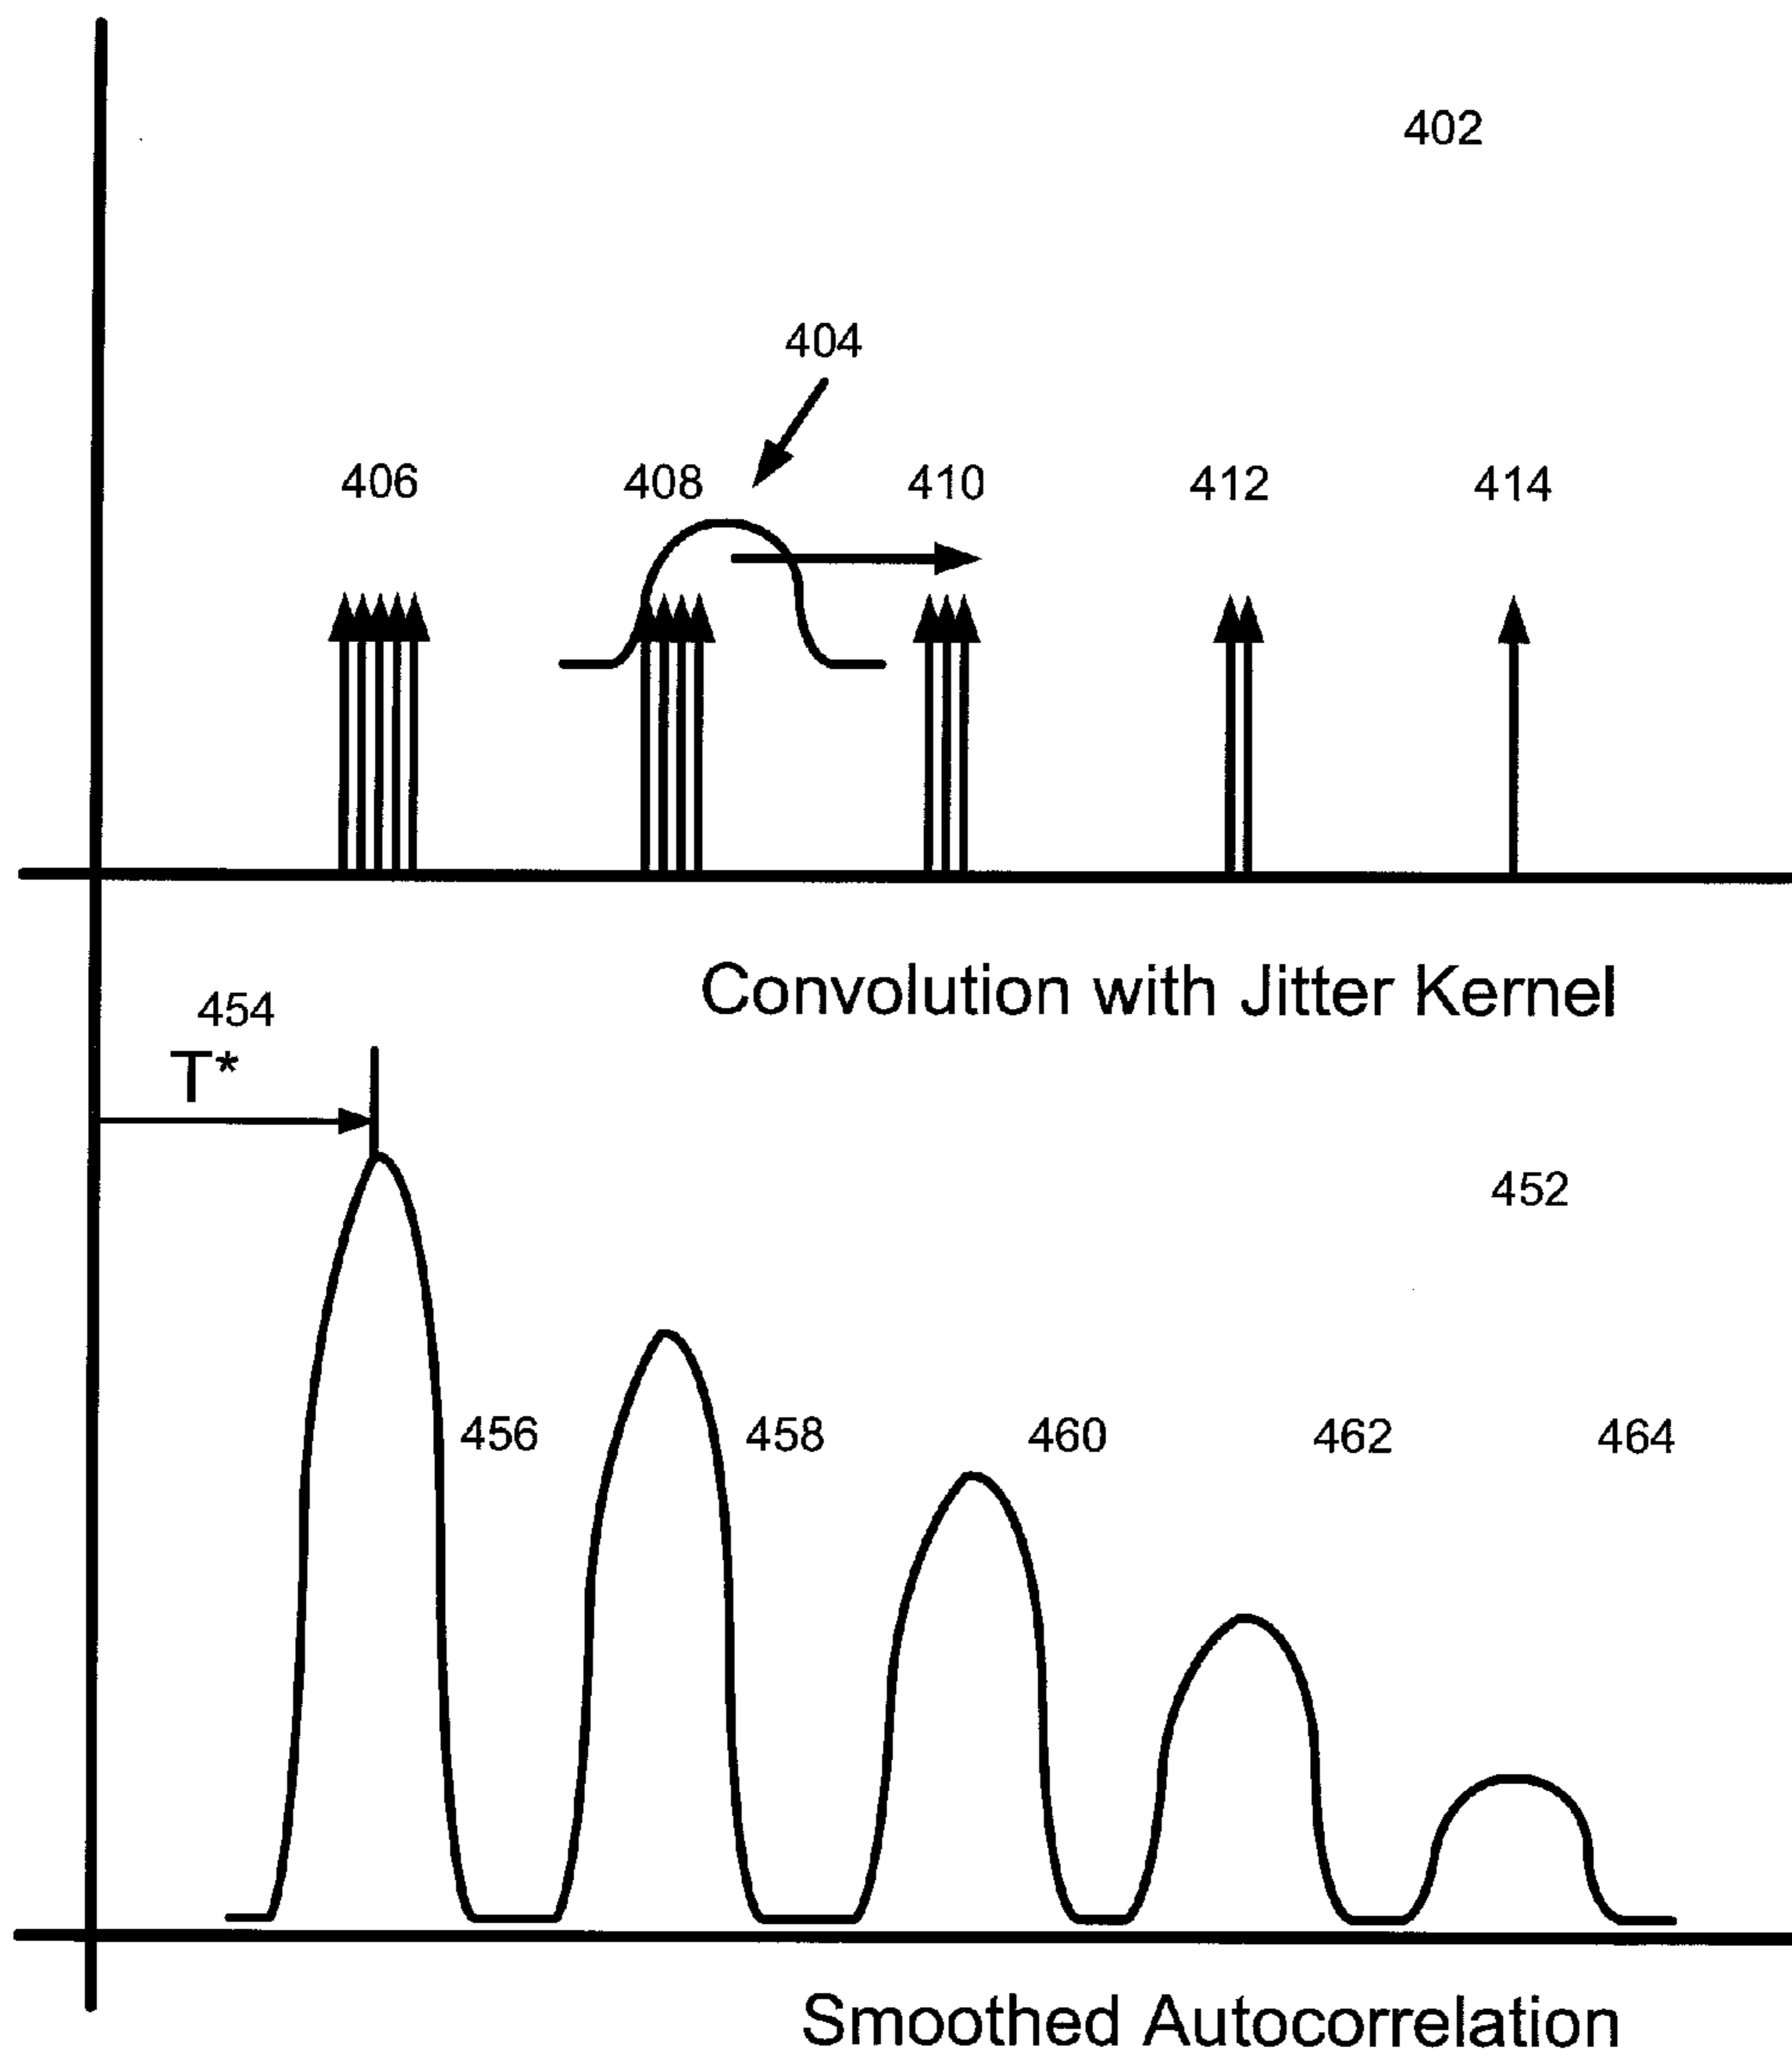 402
404
406 408 410 412 414
Convolution with Jitter Kernel
454
T*
452
456 458 460 462 464
Smoothed Autocorrelation